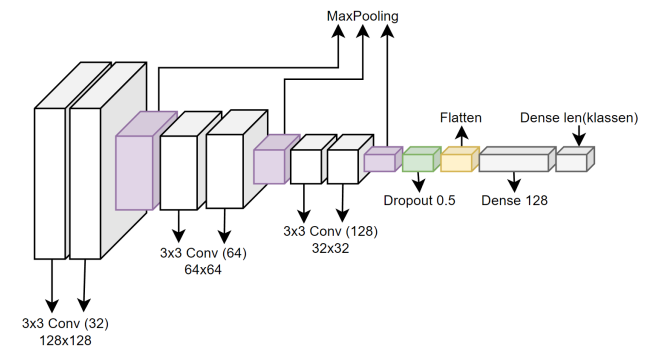 MaxPooling
Flatten
Dense len(klassen)
Dropout 0.5
Dense 128
3x3 Conv (128)
32x32
3x3 Conv (64)
64x64
3x3 Conv (32)
128x128